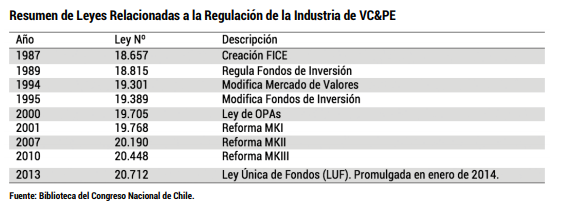 Resumen de Leyes Relacionadas a la Regulación de la Industria de VC&PE
Año Ley Nº Descripción
1987 18.657 Creación FICE
1989 18.815 Regula Fondos de Inversión
1994 19.301 Modifica Mercado de Valores
1995 19.389 Modifica Fondos de Inversión
2000 19.705 Ley de OPAs
2001 19.768 Reforma MKI
2007 20.190 Reforma MKII
2010 20.448 Reforma MKIII
2013 20.712 Ley Única de Fondos (LUF). Promulgada en enero de 2014.
Fuente: Biblioteca del Congreso Nacional de Chile.